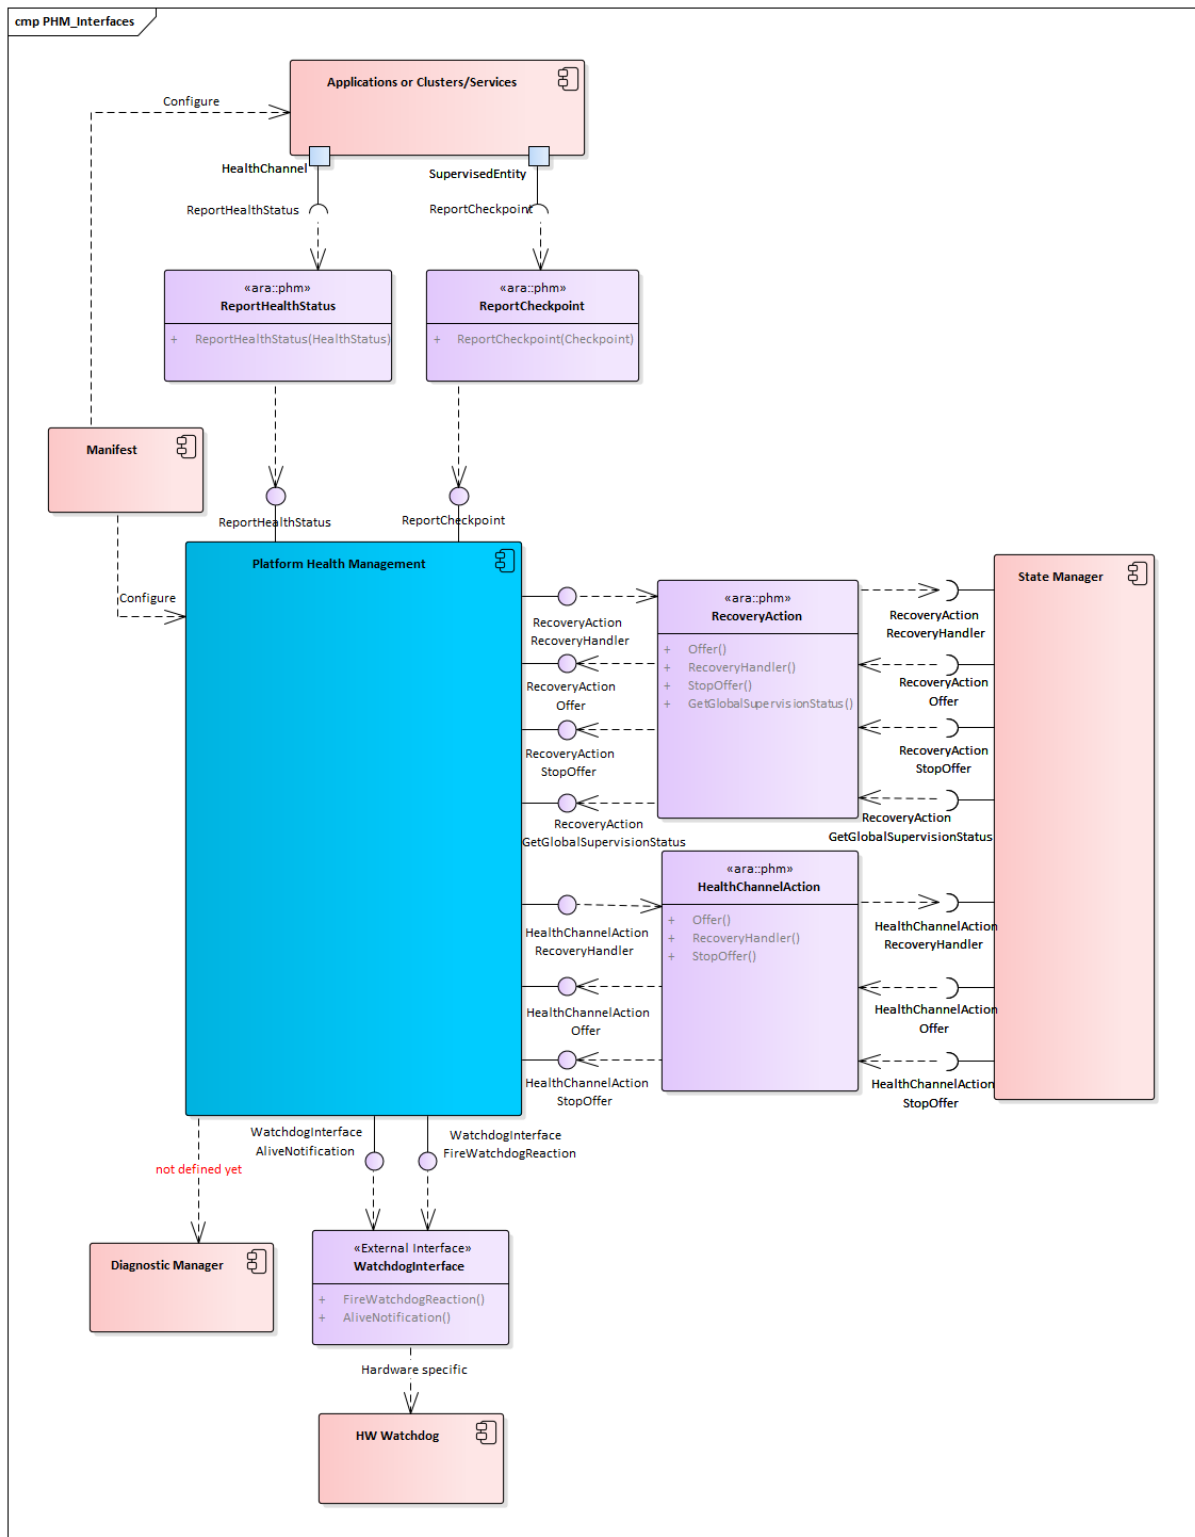 cmp PHM_Interfaces
Applications or Clusters/Services
Configure
HealthChannel
SupervisedEntity
ReportHealthStatus
ReportCheckpoint
«ara::phm»
ReportHealthStatus
+ ReportHealthStatus(HealthStatus)
«ara::phm»
ReportCheckpoint
+ ReportCheckpoint(Checkpoint)
Manifest
ReportHealthStatus
ReportCheckpoint
Configure
Platform Health Management
RecoveryAction
RecoveryHandler
RecoveryAction
Offer
RecoveryAction
StopOffer
RecoveryAction
GetGlobalSupervisionStatus
HealthChannelAction
RecoveryHandler
HealthChannelAction
Offer
HealthChannelAction
StopOffer
«ara::phm»
RecoveryAction
+ Offer()
+ RecoveryHandler()
+ StopOffer()
+ GetGlobalSupervisionStatus()
«ara::phm»
HealthChannelAction
+ Offer()
+ RecoveryHandler()
+ StopOffer()
RecoveryAction
RecoveryHandler
RecoveryAction
Offer
RecoveryAction
StopOffer
RecoveryAction
GetGlobalSupervisionStatus
HealthChannelAction
RecoveryHandler
HealthChannelAction
Offer
HealthChannelAction
StopOffer
State Manager
WatchdogInterface
AliveNotification
WatchdogInterface
FireWatchdogReaction
not defined yet
Diagnostic Manager
«External Interface»
WatchdogInterface
+ FireWatchdogReaction()
+ AliveNotification()
Hardware specific
HW Watchdog